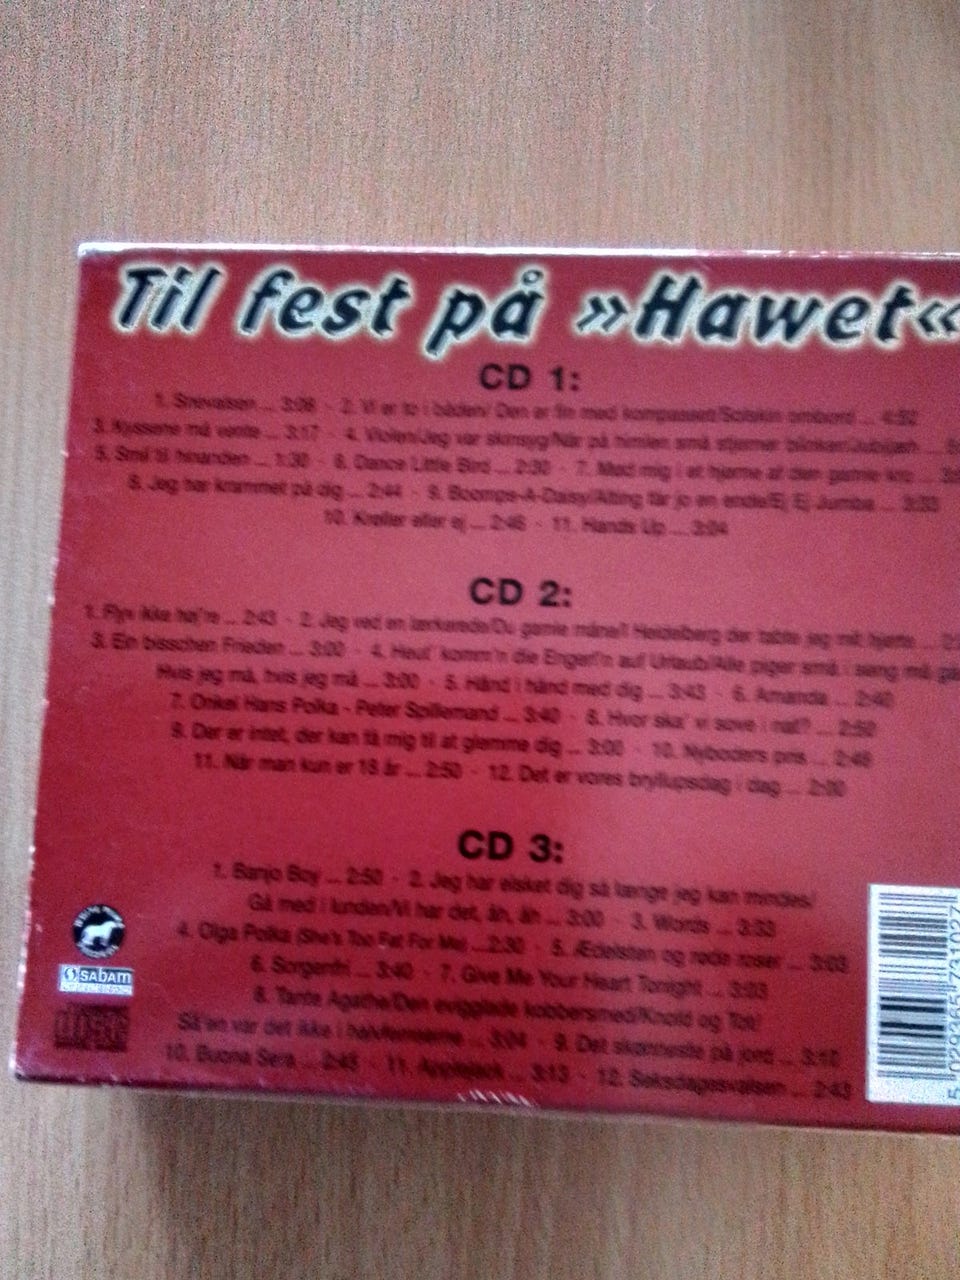 Til fest på »Hawet«
CD 1:
1. Snevalsen ... 3:08 · 2. Vi er to i båden/ Den er fin med kompasset/Solskin ombord ... 4:52
3. Kyssene må vente ... 3:17 · 4. Violen/Jeg var skinsyg/Når på himlen små stjerner blinker/Jubiijæh ...
5. Smil til hinanden ... 1:30 · 6. Dance Little Bird ... 2:30 · 7. Mød mig i et hjørne af den gamle kro ...
8. Jeg har krammet på dig ... 2:44 · 9. Boomps-A-Daisy/Alting får jo en ende/Ej Ej Jumba ... 3:33
10. Krøller eller ej ... 2:46 · 11. Hands Up ... 3:04
CD 2:
1. Flyv ikke høj're ... 2:43 · 2. Jeg ved en lærkerede/Du gamle måne/I Heidelberg der tabte jeg mit hjerte ...
3. Ein bisschen Frieden ... 3:00 · 4. Heut' komm'n die Engerl'n auf Urlaub/Alle piger små i seng må gå
Hvis jeg må, hvis jeg må ... 3:00 · 5. Hånd i hånd med dig ... 3:43 · 6. Amanda ... 2:40
7. Onkel Hans Polka - Peter Spillemand ... 3:40 · 8. Hvor ska' vi sove i nat? ... 2:50
9. Der er intet, der kan få mig til at glemme dig ... 3:00 · 10. Nyboders pris ... 2:46
11. Når man kun er 18 år ... 2:50 · 12. Det er vores bryllupsdag i dag ... 2:00
CD 3:
1. Banjo Boy ... 2:50 · 2. Jeg har elsket dig så længe jeg kan mindes/
Gå med i lunden/Vi har det, åh, åh ... 3:00 · 3. Words ... 3:33
4. Olga Polka (She's Too Fat For Me) ...2:30 · 5. Ædelsten og røde roser ... 3:03
6. Sorgenfri ... 3:40 · 7. Give Me Your Heart Tonight ... 3:03
8. Tante Agathe/Den evigglade kobbersmed/Knold og Tot/
Så'en var det ikke i halvfemserne ... 3:04 · 9. Det skønneste på jord ... 3:12
10. Buona Sera ... 2:45 · 11. Applejack ... 3:13 · 12. Seksdagesvalsen ... 2:43
sabam
disc
5 029365 731027